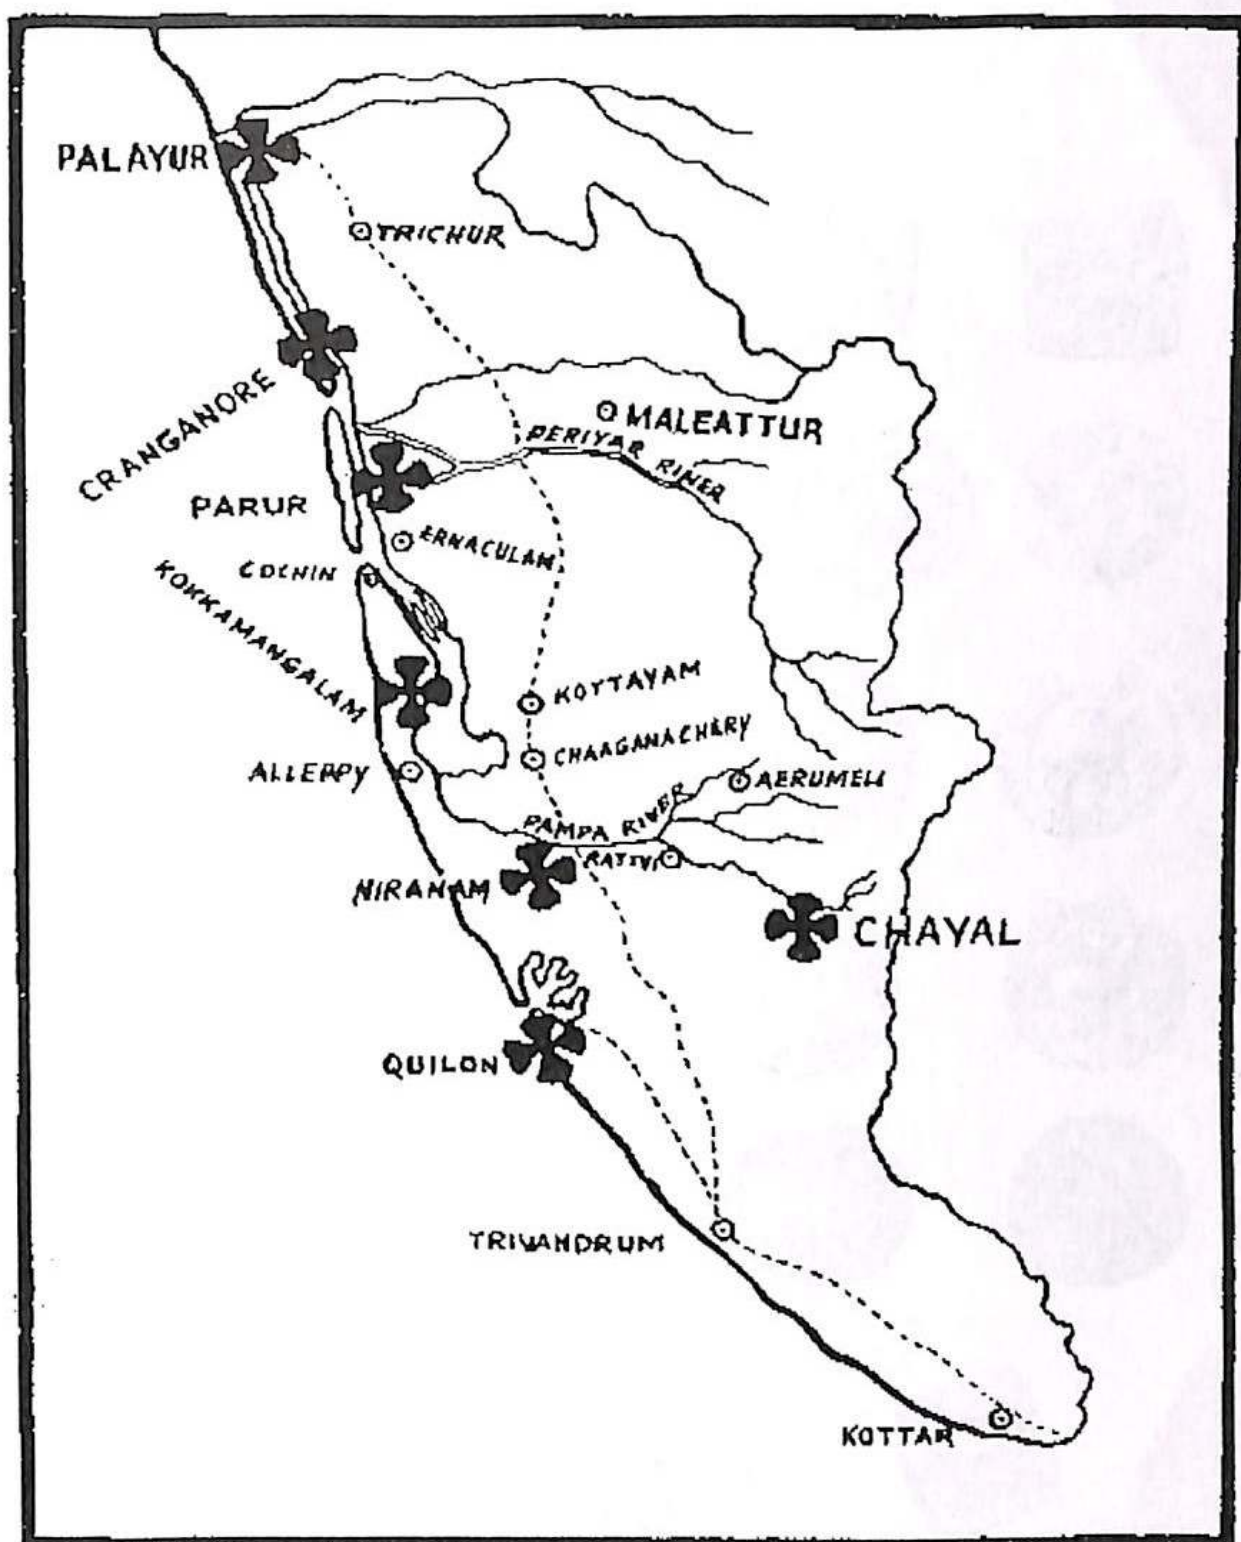 PALAYUR
TRICHUR
CRANGANORE
MALEATTUR
PERIYAR RIVER
PARUR
ERNACULAM
COCHIN
KOKKAMANGALAM
KOTTAYAM
CHAAGANACHERY
ALLEPPY
AERUMELI
PAMPA RIVER
NIRANAM
CHAYAL
QUILON
TRIVANDRUM
KOTTAR